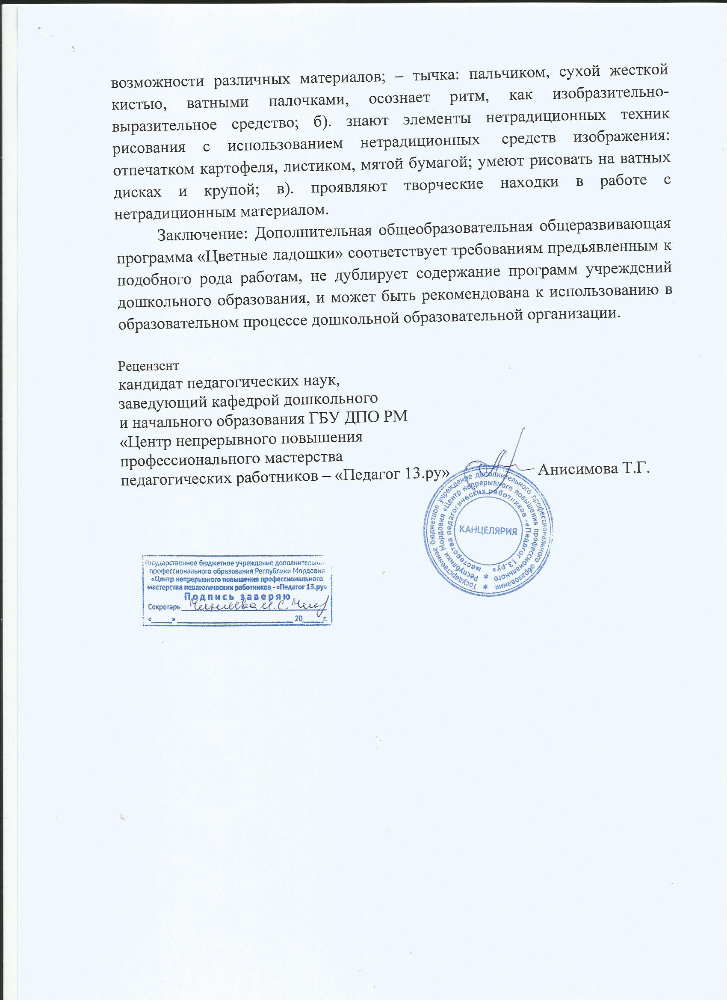 возможности различных материалов; – тычка: пальчиком, сухой жесткой
кистью, ватными палочками, осознает ритм, как изобразительно-
выразительное средство; б). знают элементы нетрадиционных техник
рисования с использованием нетрадиционных средств изображения:
отпечатком картофеля, листиком, мятой бумагой; умеют рисовать на ватных
дисках и крупой; в). проявляют творческие находки в работе с
нетрадиционным материалом.
Заключение: Дополнительная общеобразовательная общеразвивающая
программа «Цветные ладошки» соответствует требованиям предьявленным к
подобного рода работам, не дублирует содержание программ учреждений
дошкольного образования, и может быть рекомендована к использованию в
образовательном процессе дошкольной образовательной организации.
Рецензент
кандидат педагогических наук,
заведующий кафедрой дошкольного
и начального образования ГБУ ДПО РМ
«Центр непрерывного повышения
профессионального мастерства
педагогических работников – «Педагог 13.ру» Анисимова Т.Г.
Государственное бюджетное учреждение дополнительного профессионального образования
Республики Мордовия «Центр непрерывного повышения профессионального
мастерства педагогических работников -«Педагог 13.ру»
КАНЦЕЛЯРИЯ
Государственное бюджетное учреждение дополнительно
профессионального образования Республики Мордовия
«Центр непрерывного повышения профессионального
мастерства педагогических работников - «Педагог 13.ру»
Подпись заверяю
Секретарь
«____» ____ 20____г.